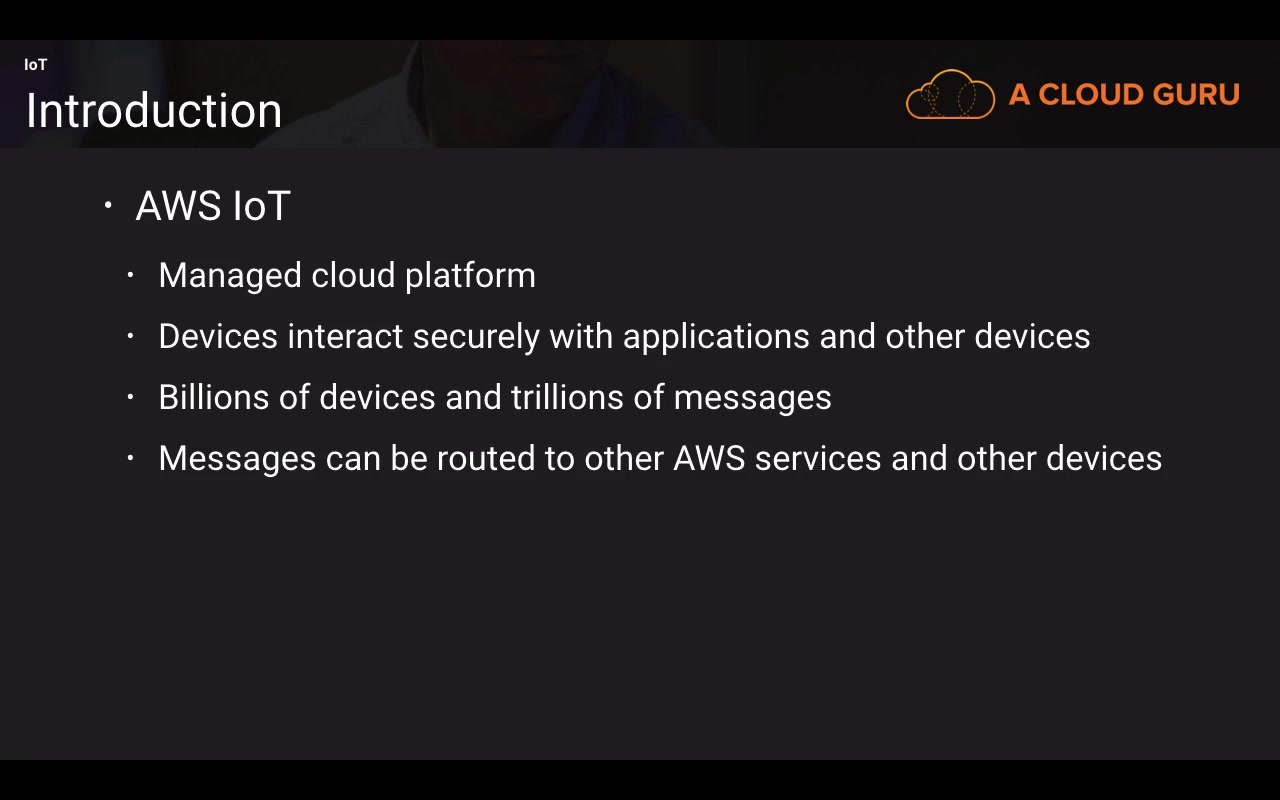 IoT
Introduction
A CLOUD GURU
• AWS IoT
• Managed cloud platform
• Devices interact securely with applications and other devices
• Billions of devices and trillions of messages
• Messages can be routed to other AWS services and other devices